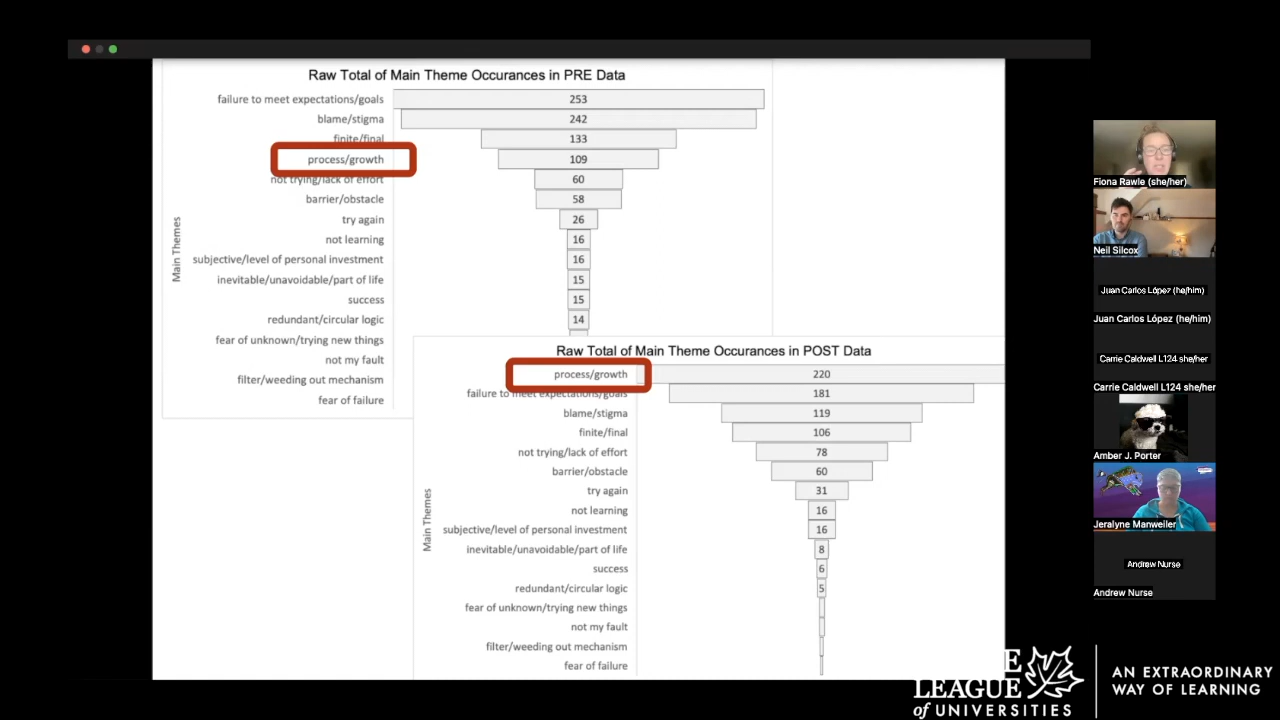 Raw Total of Main Theme Occurances in PRE Data
failure to meet expectations/goals 253
blame/stigma 242
finite/final 133
process/growth 109
not trying/lack of effort 60
barrier/obstacle 58
try again 26
not learning 16
subjective/level of personal investment 16
inevitable/unavoidable/part of life 15
success 15
redundant/circular logic 14
fear of unknown/trying new things
not my fault
filter/weeding out mechanism
fear of failure
Main Themes
Raw Total of Main Theme Occurances in POST Data
process/growth 220
failure to meet expectations/goals 181
blame/stigma 119
finite/final 106
not trying/lack of effort 78
barrier/obstacle 60
try again 31
not learning 16
subjective/level of personal investment 16
inevitable/unavoidable/part of life 8
success 6
redundant/circular logic 5
fear of unknown/trying new things
not my fault
filter/weeding out mechanism
fear of failure
Main Themes
Fiona Rawle (she/her)
Neil Silcox
Juan Carlos López (he/him)
Juan Carlos López (he/him)
Carrie Caldwell L124 she/her
Carrie Caldwell L124 she/her
Amber J. Porter
Jeralyne Manweiler
Andrew Nurse
Andrew Nurse
LEAGUE
of UNIVERSITIES
AN EXTRAORDINARY
WAY OF LEARNING